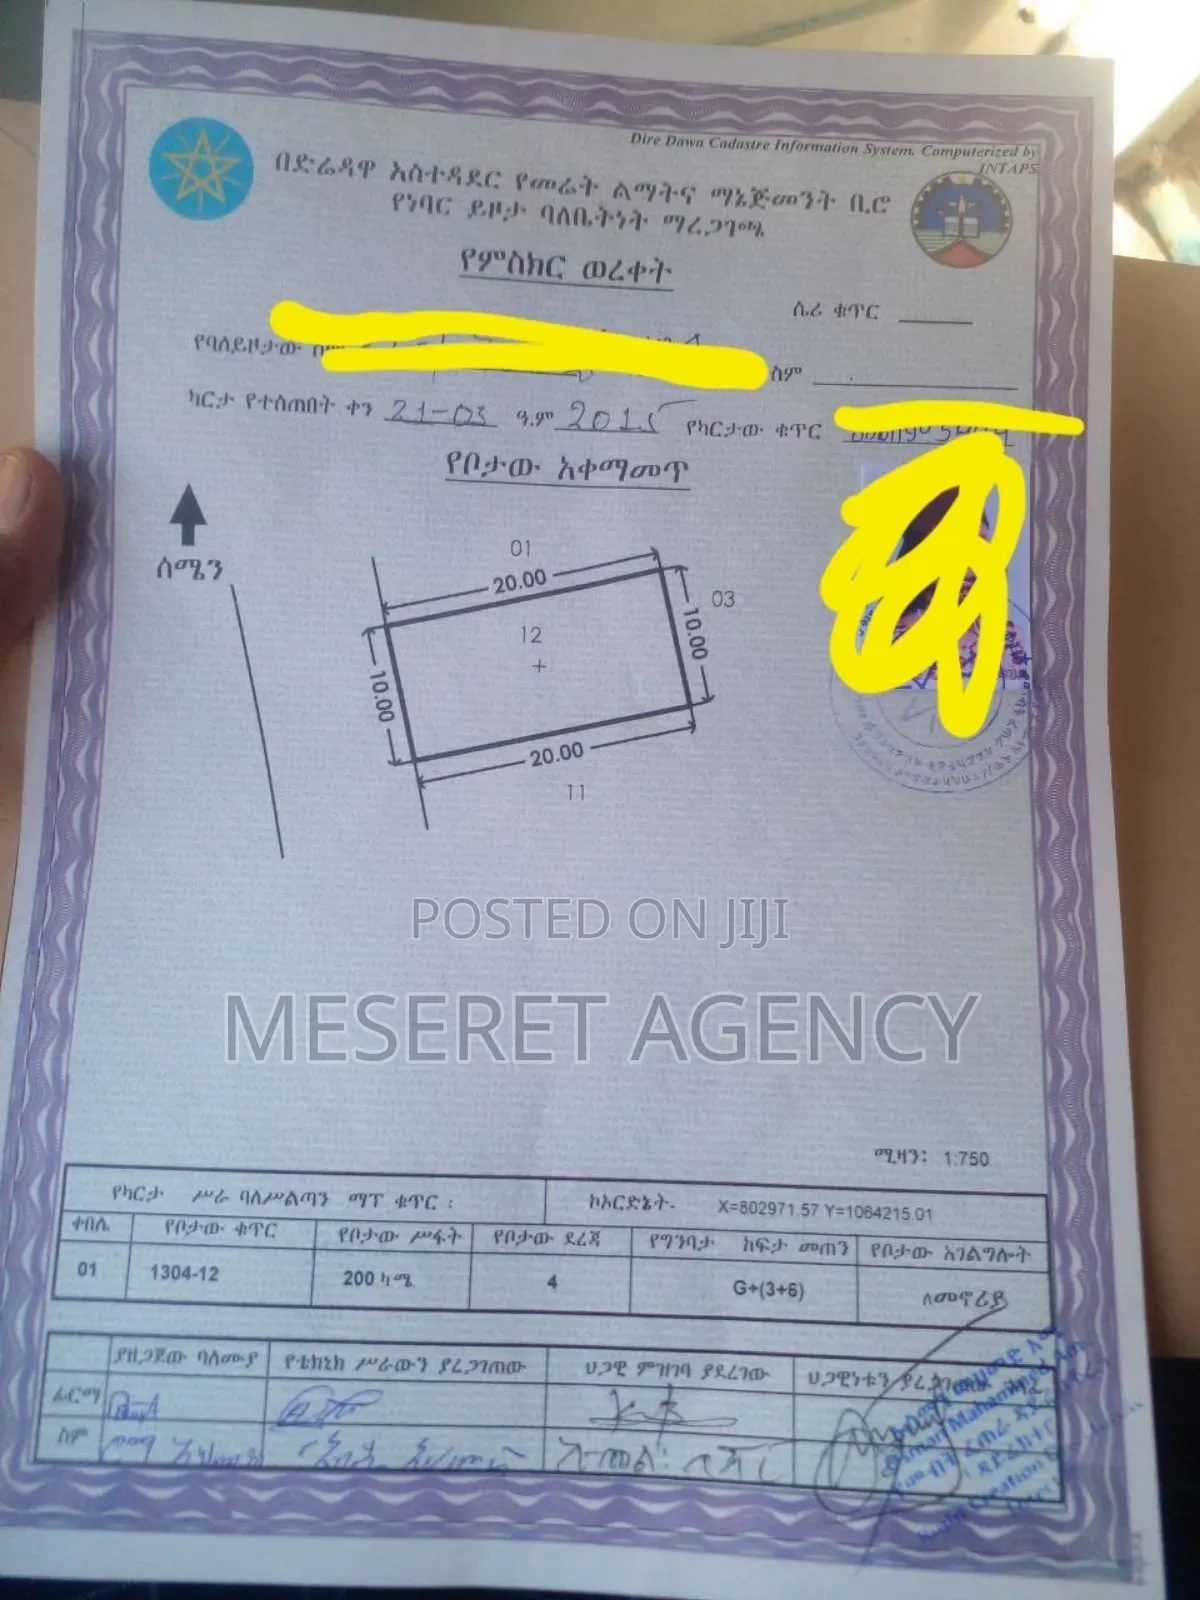 Dire Dawa Cadastre Information System. Computerized by
INTAPS
በድሬዳዋ አስተዳደር የመሬት ልማትና ማኔጅመንት ቢሮ
የነባር ይዞታ ባለቤትነት ማረጋገጫ
የምስክር ወረቀት
ሴሪ ቁጥር
የባለይዞታው ስም
ካርታ የተሰጠበት ቀን 21-03 ዓ.ም 2015 የካርታው ቁጥር
የቦታው አቀማመጥ
ሰሜን
01
20.00
03
12
10.00
10.00
20.00
11
POSTED ON JIJI
MESERET AGENCY
ሚዛን፡ 1:750
የካርታ ሥራ ባለሥልጣን ማፕ ቁጥር ፡ ኮኦርድኔት- X=802971.57 Y=1064215.01
ቀበሌ የቦታው ቁጥር የቦታው ሥፋት የቦታው ደረጃ የግንባታ ከፍታ መጠን የቦታው አገልግሎት
01 1304-12 200 ካሜ 4 G+(3+6) ለመኖሪያ
ያዘጋጀው ባለሙያ የቴክኒክ ሥራውን ያረጋገጠው ህጋዊ ምዝገባ ያደረገው ህጋዊነቱን ያረጋገጠው
ፊርማ
ስም